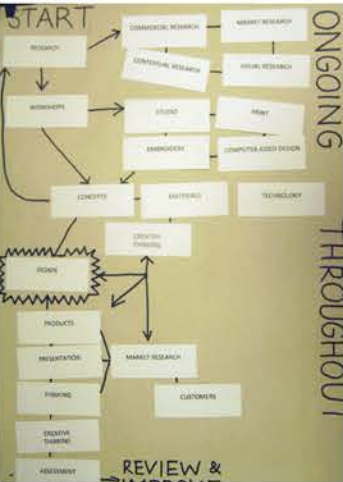 START
COMMERCIAL RESEARCH
MARKET RESEARCH
RESEARCH
CONTEXTUAL RESEARCH
VISUAL RESEARCH
WORKSHOPS
STUDIO
PRINT
EMBROIDERY
COMPUTER-AIDED DESIGN
CONCEPTS
MATERIALS
TECHNOLOGY
CREATIVE
THINKING
DESIGN
PRODUCTS
PRESENTATION
MARKET RESEARCH
THINKING
CUSTOMERS
CREATIVE
THINKING
ASSESSMENT
REVIEW &
IMPROVE
ONGOING THROUGHOUT